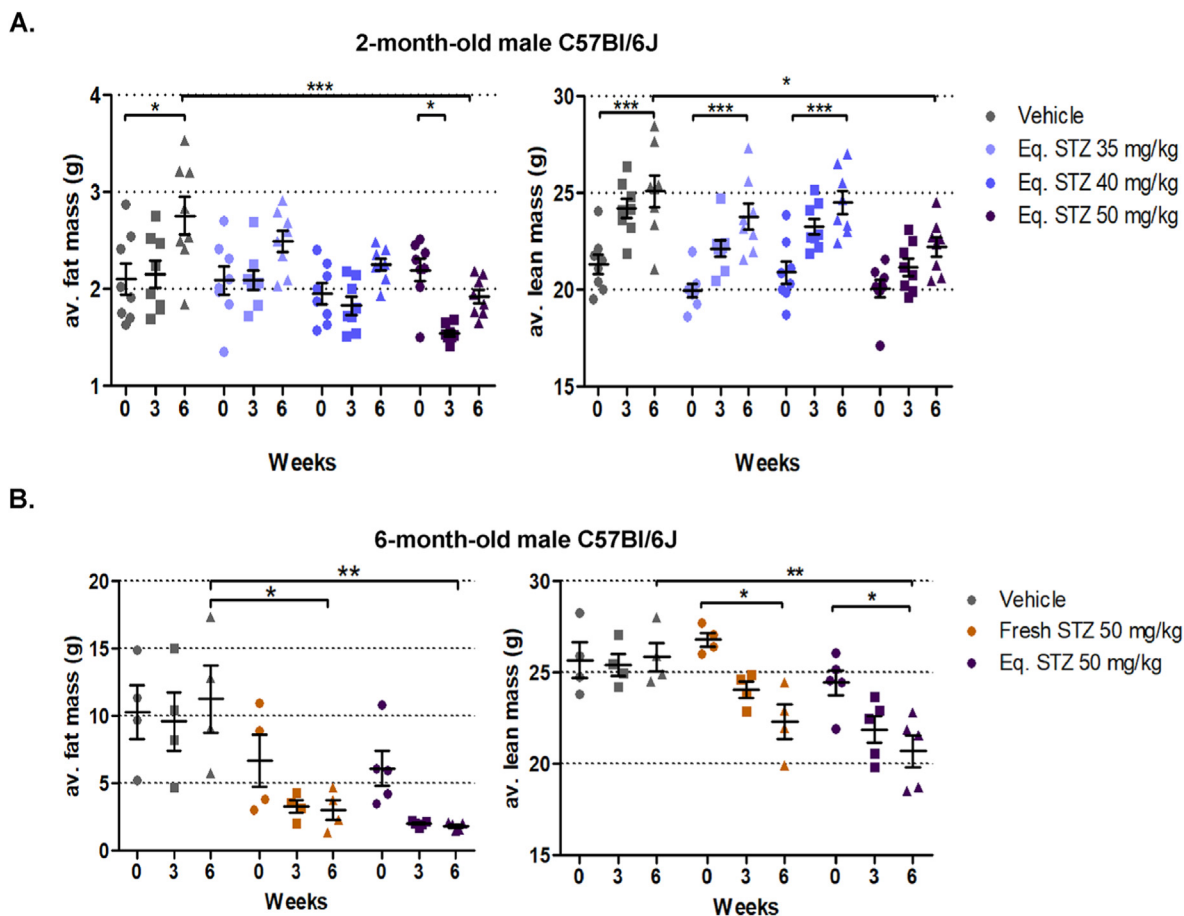 A.
2-month-old male C57Bl/6J
4
3
2
1
av. fat mass (g)
* *** *
0 3 6 0 3 6 0 3 6 0 3 6
Weeks
30
25
20
15
av. lean mass (g)
*** *** *** *
0 3 6 0 3 6 0 3 6 0 3 6
Weeks
Vehicle
Eq. STZ 35 mg/kg
Eq. STZ 40 mg/kg
Eq. STZ 50 mg/kg
B.
6-month-old male C57Bl/6J
20
15
10
5
0
av. fat mass (g)
**
*
0 3 6 0 3 6 0 3 6
Weeks
30
25
20
15
av. lean mass (g)
**
* *
0 3 6 0 3 6 0 3 6
Weeks
Vehicle
Fresh STZ 50 mg/kg
Eq. STZ 50 mg/kg